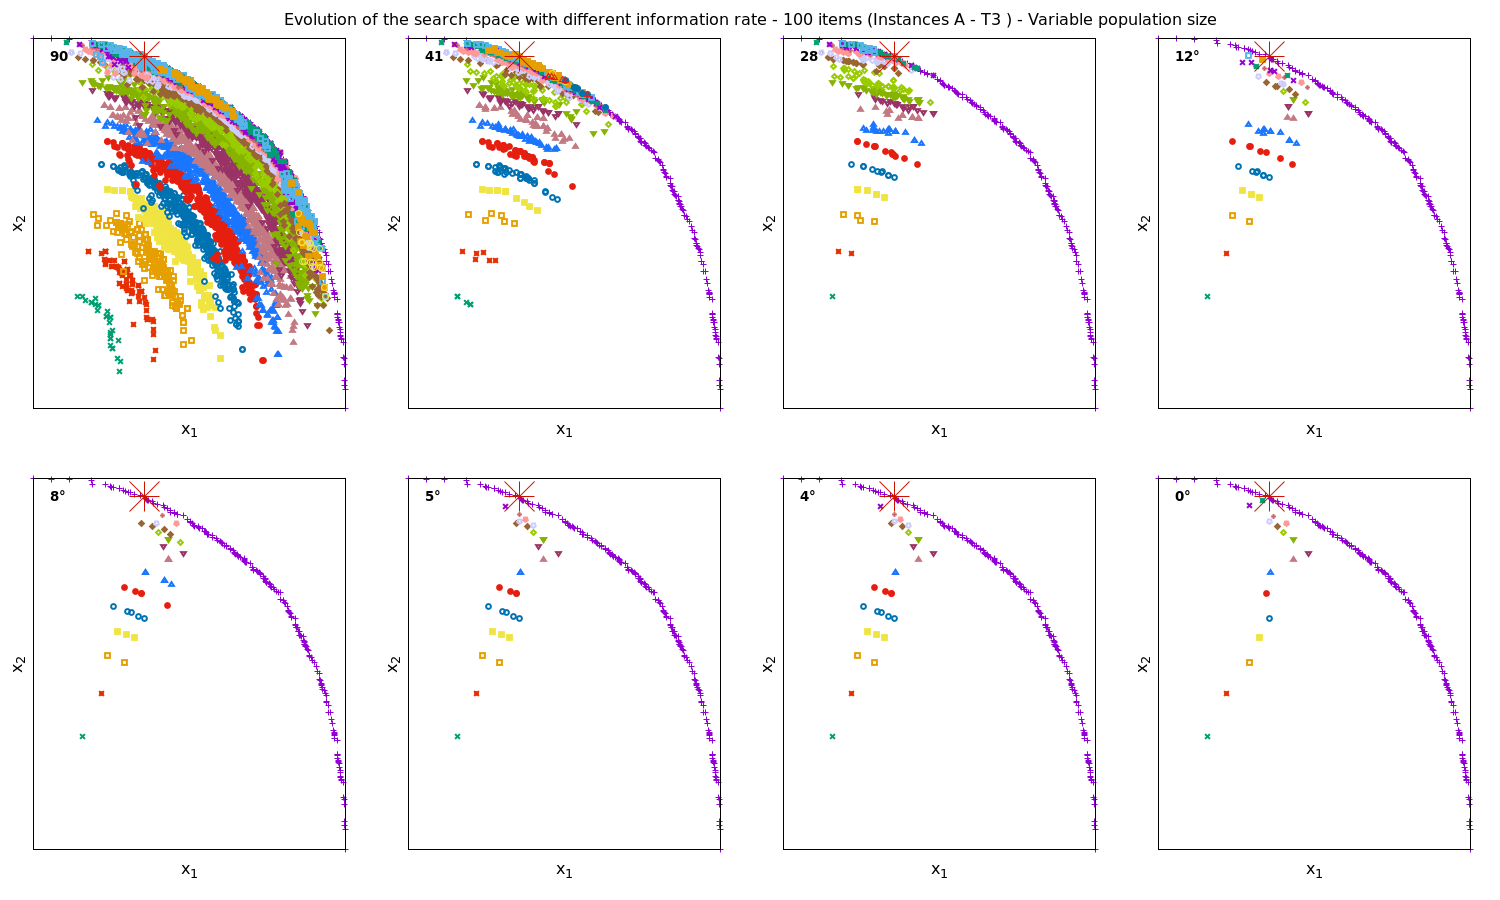 Evolution of the search space with different information rate - 100 items (Instances A - T3 ) - Variable population size
90
41
28
12°
x2
x2
x2
x2
x1
x1
x1
x1
8°
5°
4°
0°
x2
x2
x2
x2
x1
x1
x1
x1